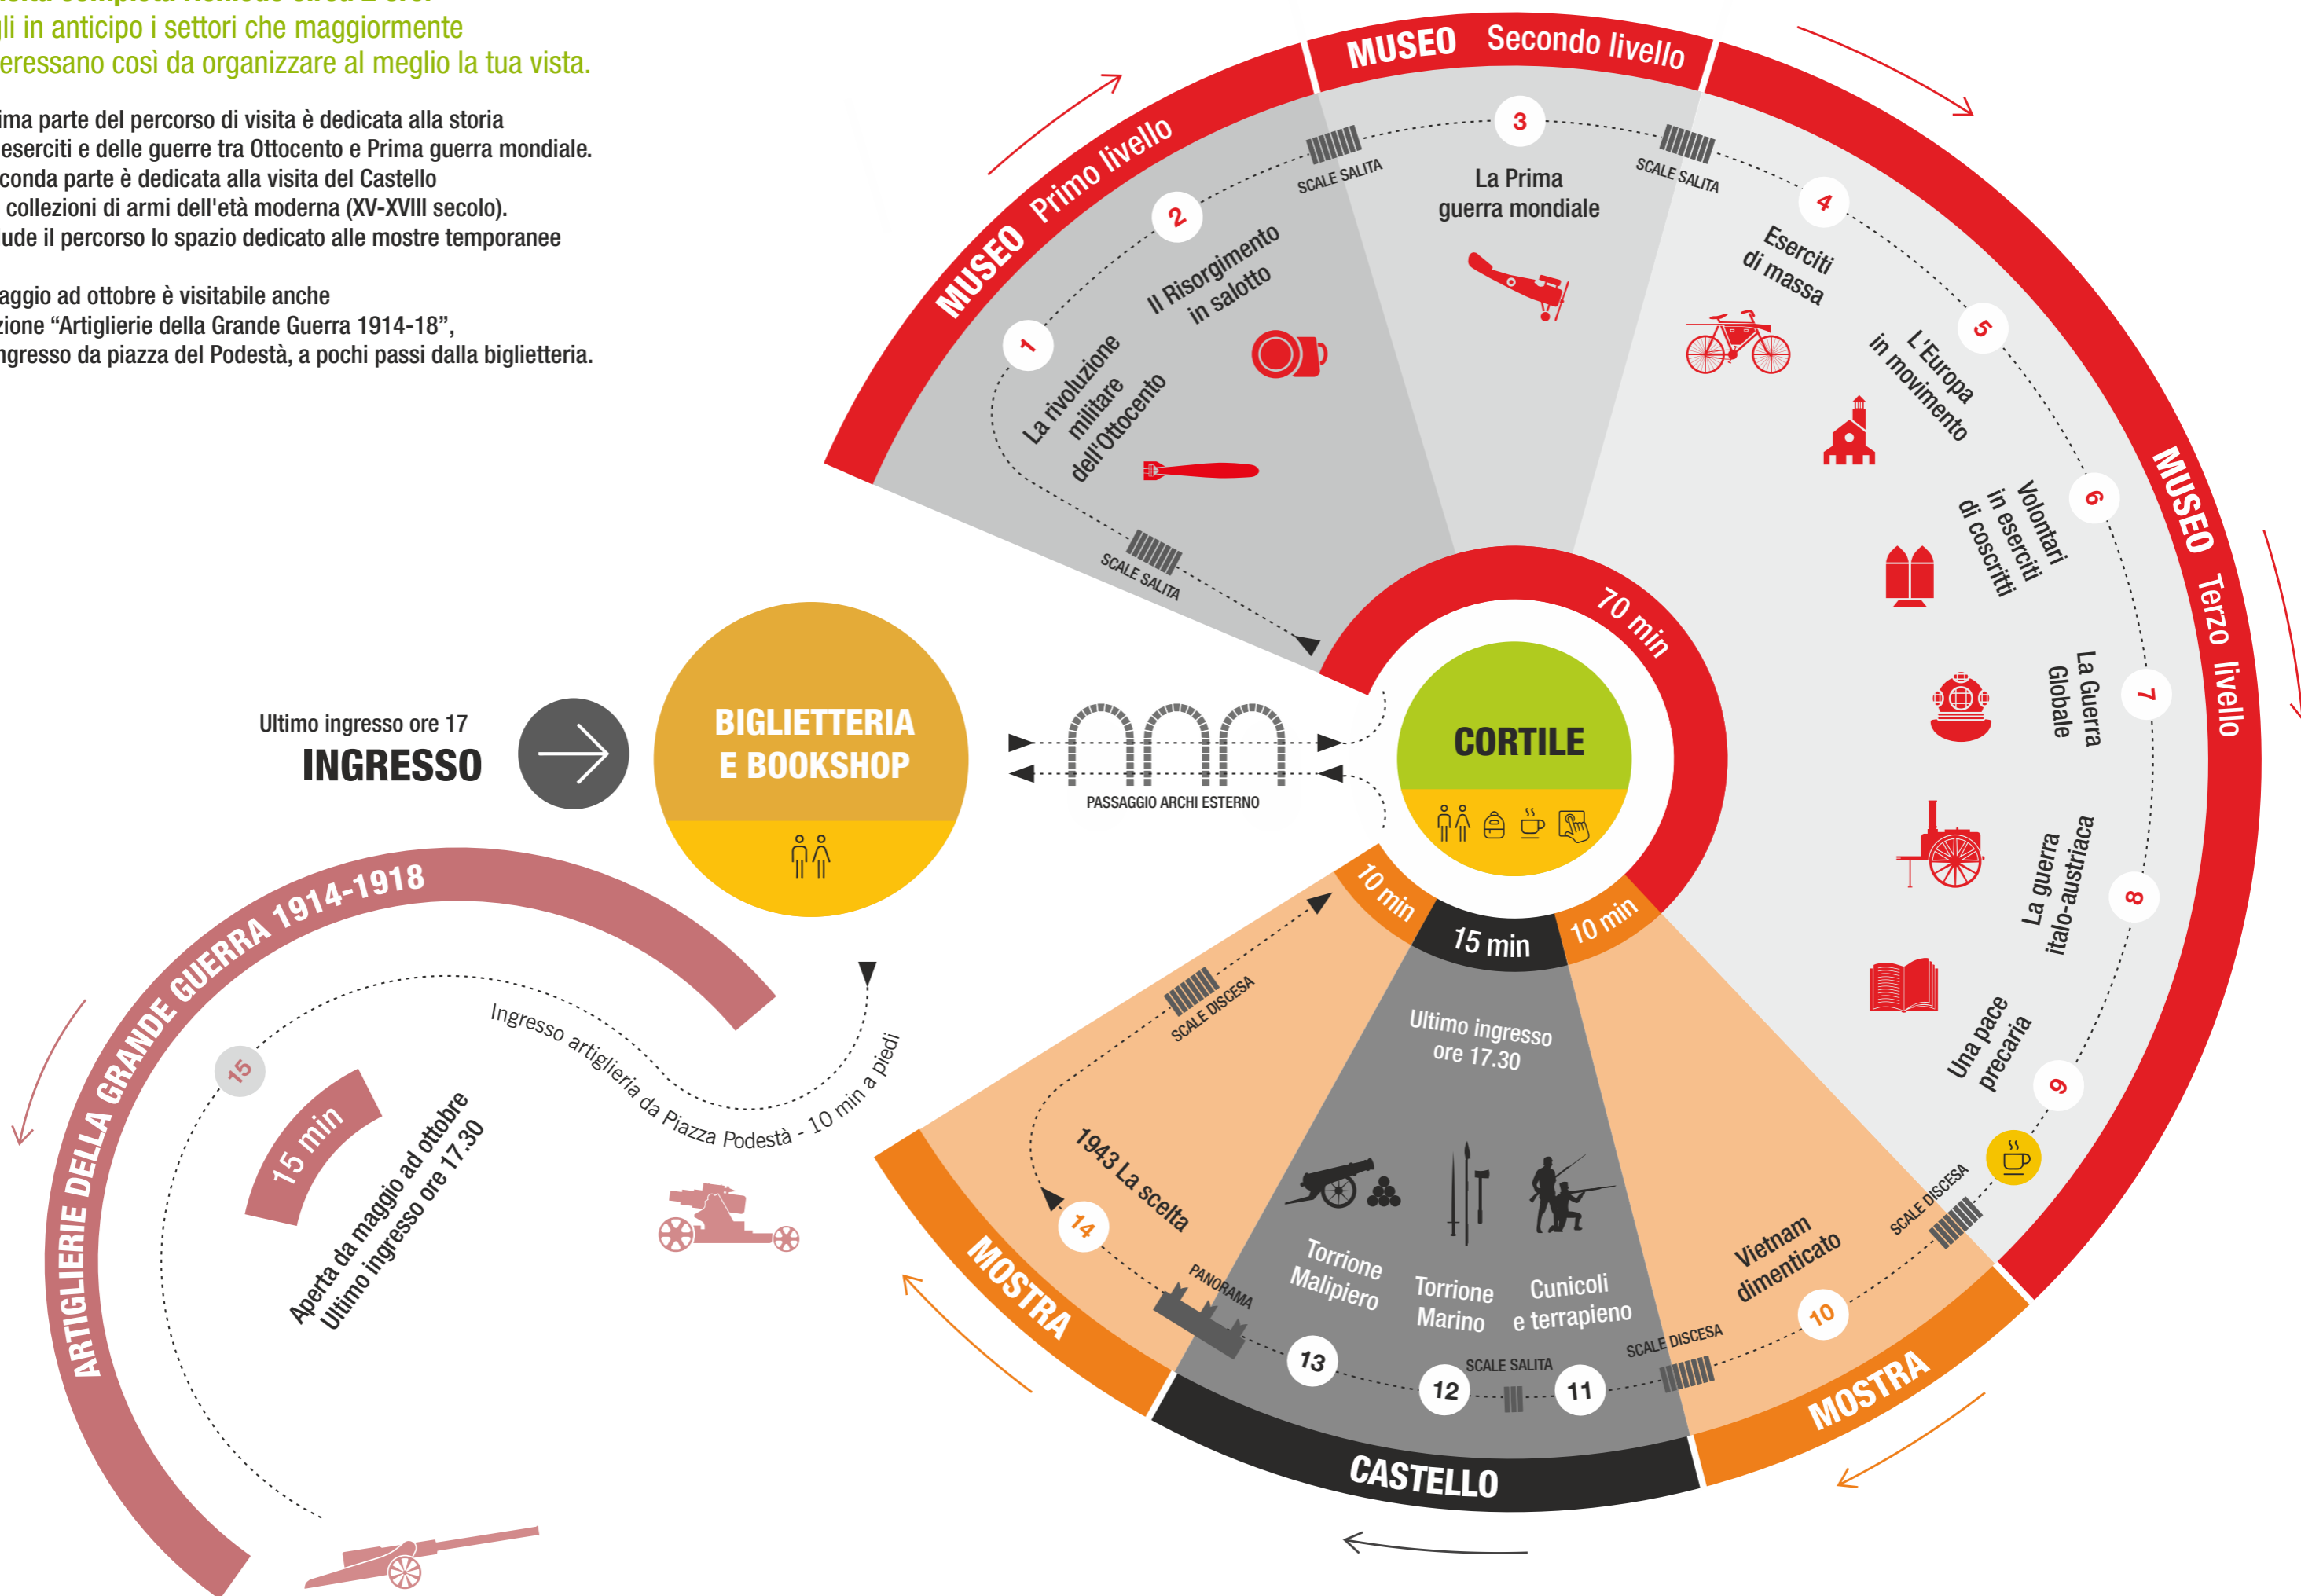 gli in anticipo i settori che maggiormente
eressano così da organizzare al meglio la tua vista.
ima parte del percorso di visita è dedicata alla storia
eserciti e delle guerre tra Ottocento e Prima guerra mondiale.
conda parte è dedicata alla visita del Castello
collezioni di armi dell'età moderna (XV-XVIII secolo).
lude il percorso lo spazio dedicato alle mostre temporanee
aggio ad ottobre è visitabile anche
zione “Artiglierie della Grande Guerra 1914-18”,
ngresso da piazza del Podestà, a pochi passi dalla biglietteria.
MUSEO Primo livello
MUSEO Secondo livello
MUSEO Terzo livello
1
La rivoluzione
militare
dell'Ottocento
2
Il Risorgimento
in salotto
SCALE SALITA
SCALE SALITA
3
La Prima
guerra mondiale
SCALE SALITA
4
Eserciti
di massa
5
L'Europa
in movimento
6
Volontari
in eserciti
di coscritti
7
La Guerra
Globale
8
La guerra
italo-austriaca
9
Una pace
precaria
70 min
Ultimo ingresso ore 17
INGRESSO
BIGLIETTERIA
E BOOKSHOP
PASSAGGIO ARCHI ESTERNO
CORTILE
10 min
15 min
10 min
SCALE DISCESA
Vietnam
dimenticato
10
MOSTRA
SCALE DISCESA
Ultimo ingresso
ore 17.30
Cunicoli
e terrapieno
11
SCALE SALITA
Torrione
Marino
12
Torrione
Malipiero
13
CASTELLO
PANORAMA
1943 La scelta
14
SCALE DISCESA
MOSTRA
ARTIGLIERIE DELLA GRANDE GUERRA 1914-1918
15
15 min
Aperta da maggio ad ottobre
Ultimo ingresso ore 17.30
Ingresso artiglieria da Piazza Podestà - 10 min a piedi